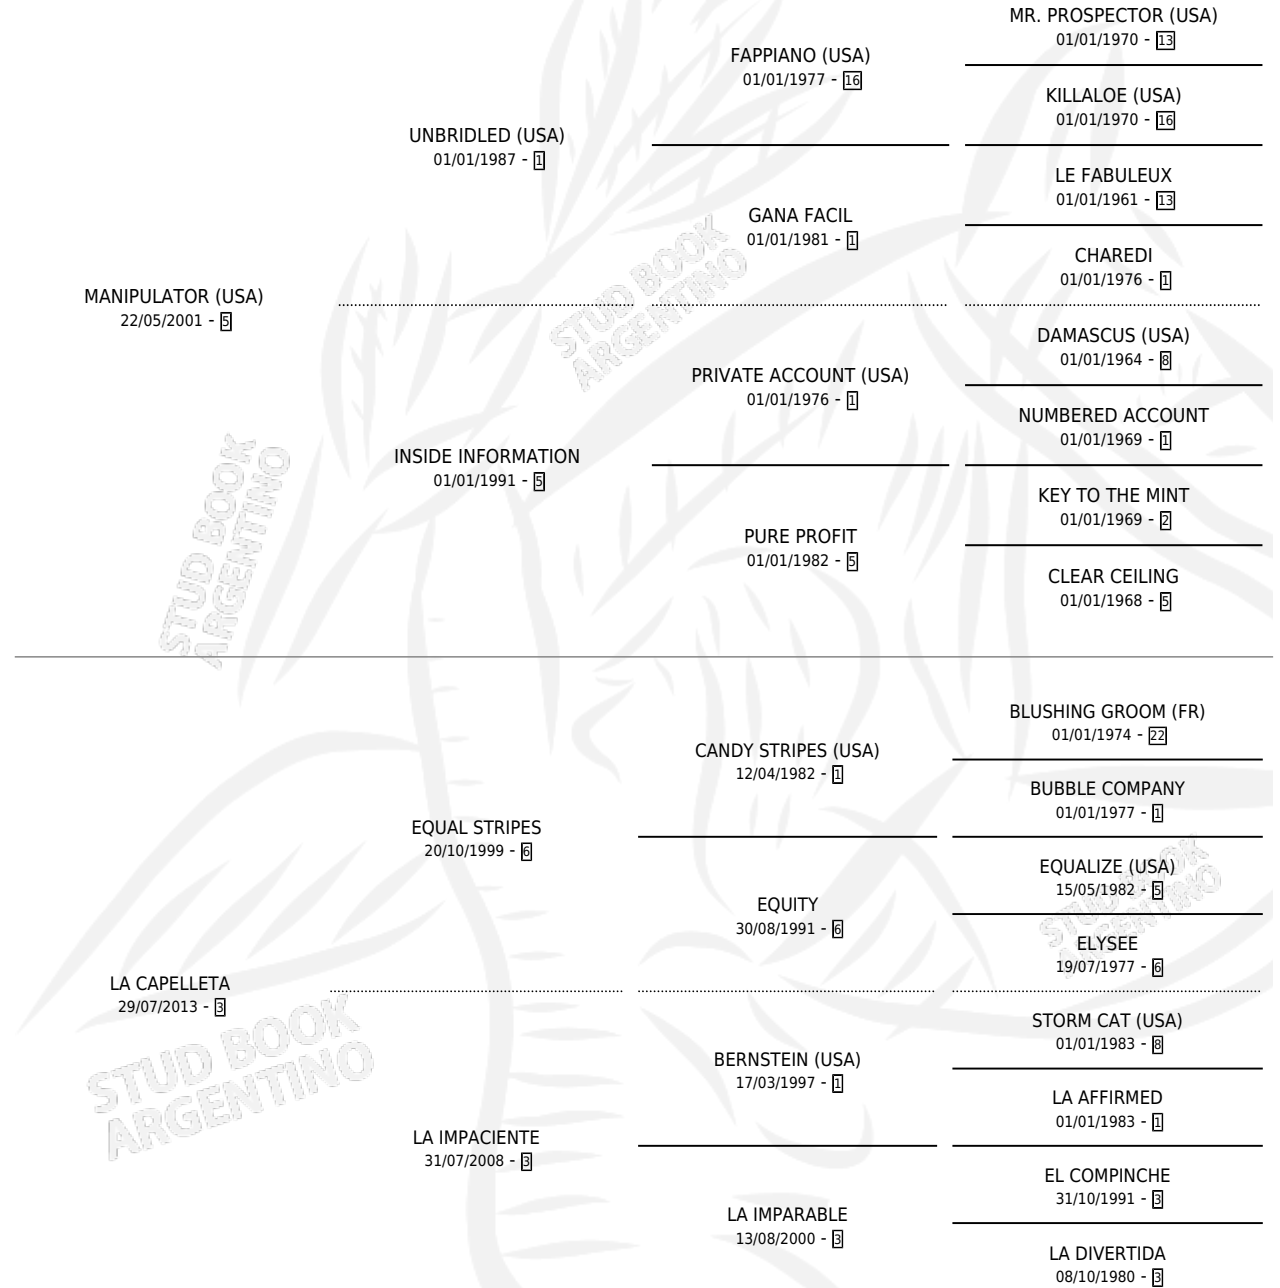 MR. PROSPECTOR (USA)
01/01/1970 - 13
FAPPIANO (USA)
01/01/1977 - 16
KILLALOE (USA)
01/01/1970 - 16
UNBRIDLED (USA)
01/01/1987 - 1
LE FABULEUX
01/01/1961 - 13
GANA FACIL
01/01/1981 - 1
CHAREDI
01/01/1976 - 1
MANIPULATOR (USA)
22/05/2001 - 5
DAMASCUS (USA)
01/01/1964 - 8
PRIVATE ACCOUNT (USA)
01/01/1976 - 1
NUMBERED ACCOUNT
01/01/1969 - 1
INSIDE INFORMATION
01/01/1991 - 5
KEY TO THE MINT
01/01/1969 - 2
PURE PROFIT
01/01/1982 - 5
CLEAR CEILING
01/01/1968 - 5
BLUSHING GROOM (FR)
01/01/1974 - 22
CANDY STRIPES (USA)
12/04/1982 - 1
BUBBLE COMPANY
01/01/1977 - 1
EQUAL STRIPES
20/10/1999 - 6
EQUALIZE (USA)
15/05/1982 - 5
EQUITY
30/08/1991 - 6
ELYSEE
19/07/1977 - 6
LA CAPELLETA
29/07/2013 - 3
STORM CAT (USA)
01/01/1983 - 8
BERNSTEIN (USA)
17/03/1997 - 1
LA AFFIRMED
01/01/1983 - 1
LA IMPACIENTE
31/07/2008 - 3
EL COMPINCHE
31/10/1991 - 3
LA IMPARABLE
13/08/2000 - 3
LA DIVERTIDA
08/10/1980 - 3
STUD BOOK
ARGENTINO
STUD BOOK
ARGENTINO
STUD BOOK
ARGENTINO
STUD BOOK
ARGENTINO